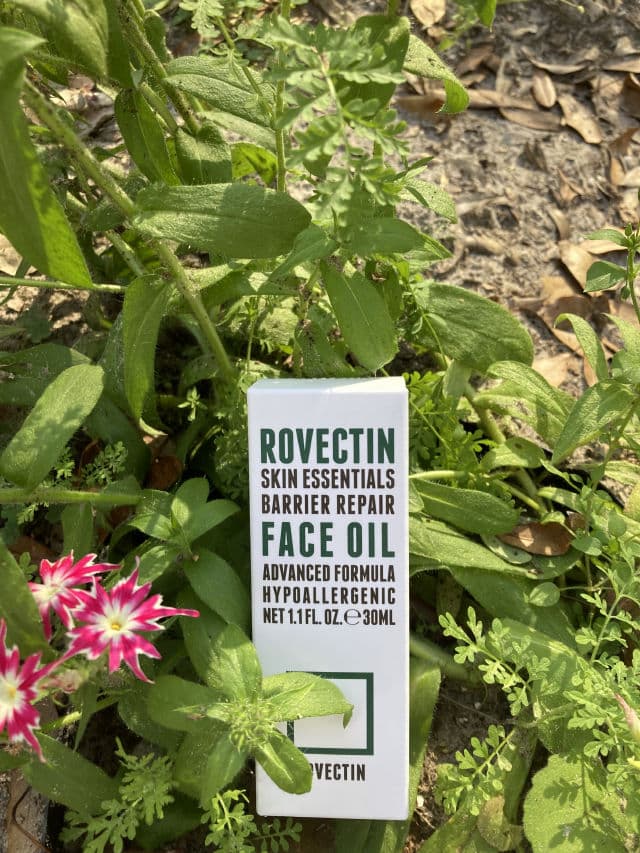 ROVECTIN
SKIN ESSENTIALS
BARRIER REPAIR
FACE OIL
ADVANCED FORMULA
HYPOALLERGENIC
NET 1.1 FL. OZ. ℮ 30ML
ROVECTIN